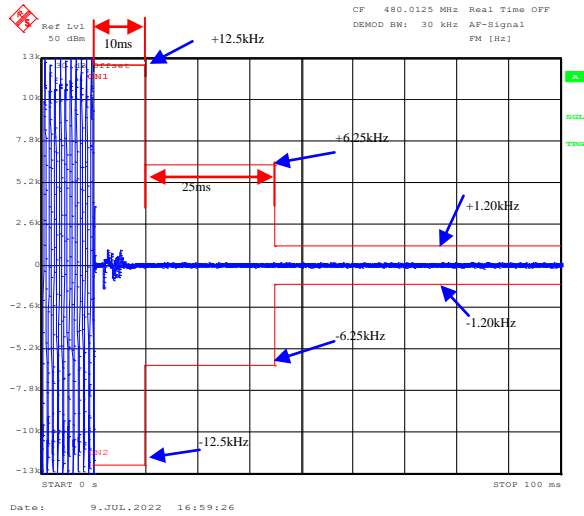 CF 480.0125 MHz Real Time OFF
Ref Lvl DEMOD BW: 30 kHz AF-Signal
50 dBm FM [Hz]
10ms
+12.5kHz
13k
Offset
A
10k
SGL
7.8k
+6.25kHz
TRG
5.2k
25ms
2.6k
+1.20kHz
0
-2.6k
-1.20kHz
-5.2k
-6.25kHz
-7.8k
-10k
-12.5kHz
-13k
START 0 s STOP 100 ms
Date: 9.JUL.2022 16:59:26